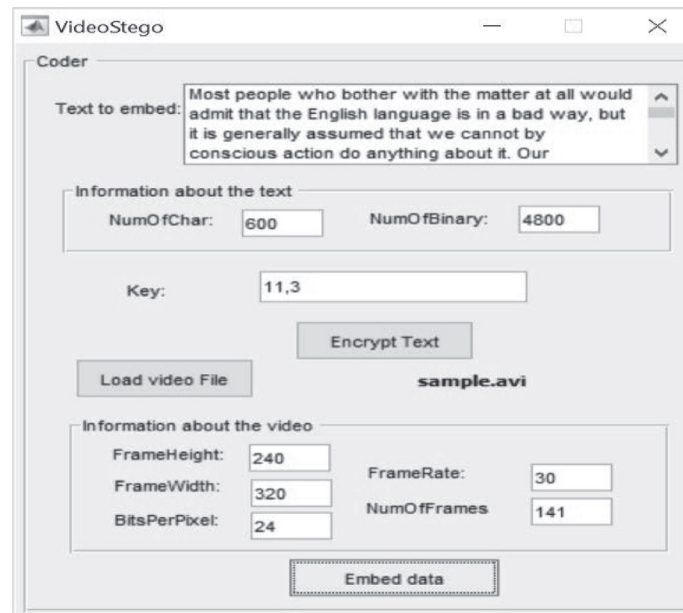 VideoStego
Coder
Text to embed:
Most people who bother with the matter at all would
admit that the English language is in a bad way, but
it is generally assumed that we cannot by
conscious action do anything about it. Our
Information about the text
NumOfChar: 600 NumOfBinary: 4800
Key: 11,3
Encrypt Text
Load video File sample.avi
Information about the video
FrameHeight: 240
FrameRate: 30
FrameWidth: 320
NumOfFrames 141
BitsPerPixel: 24
Embed data